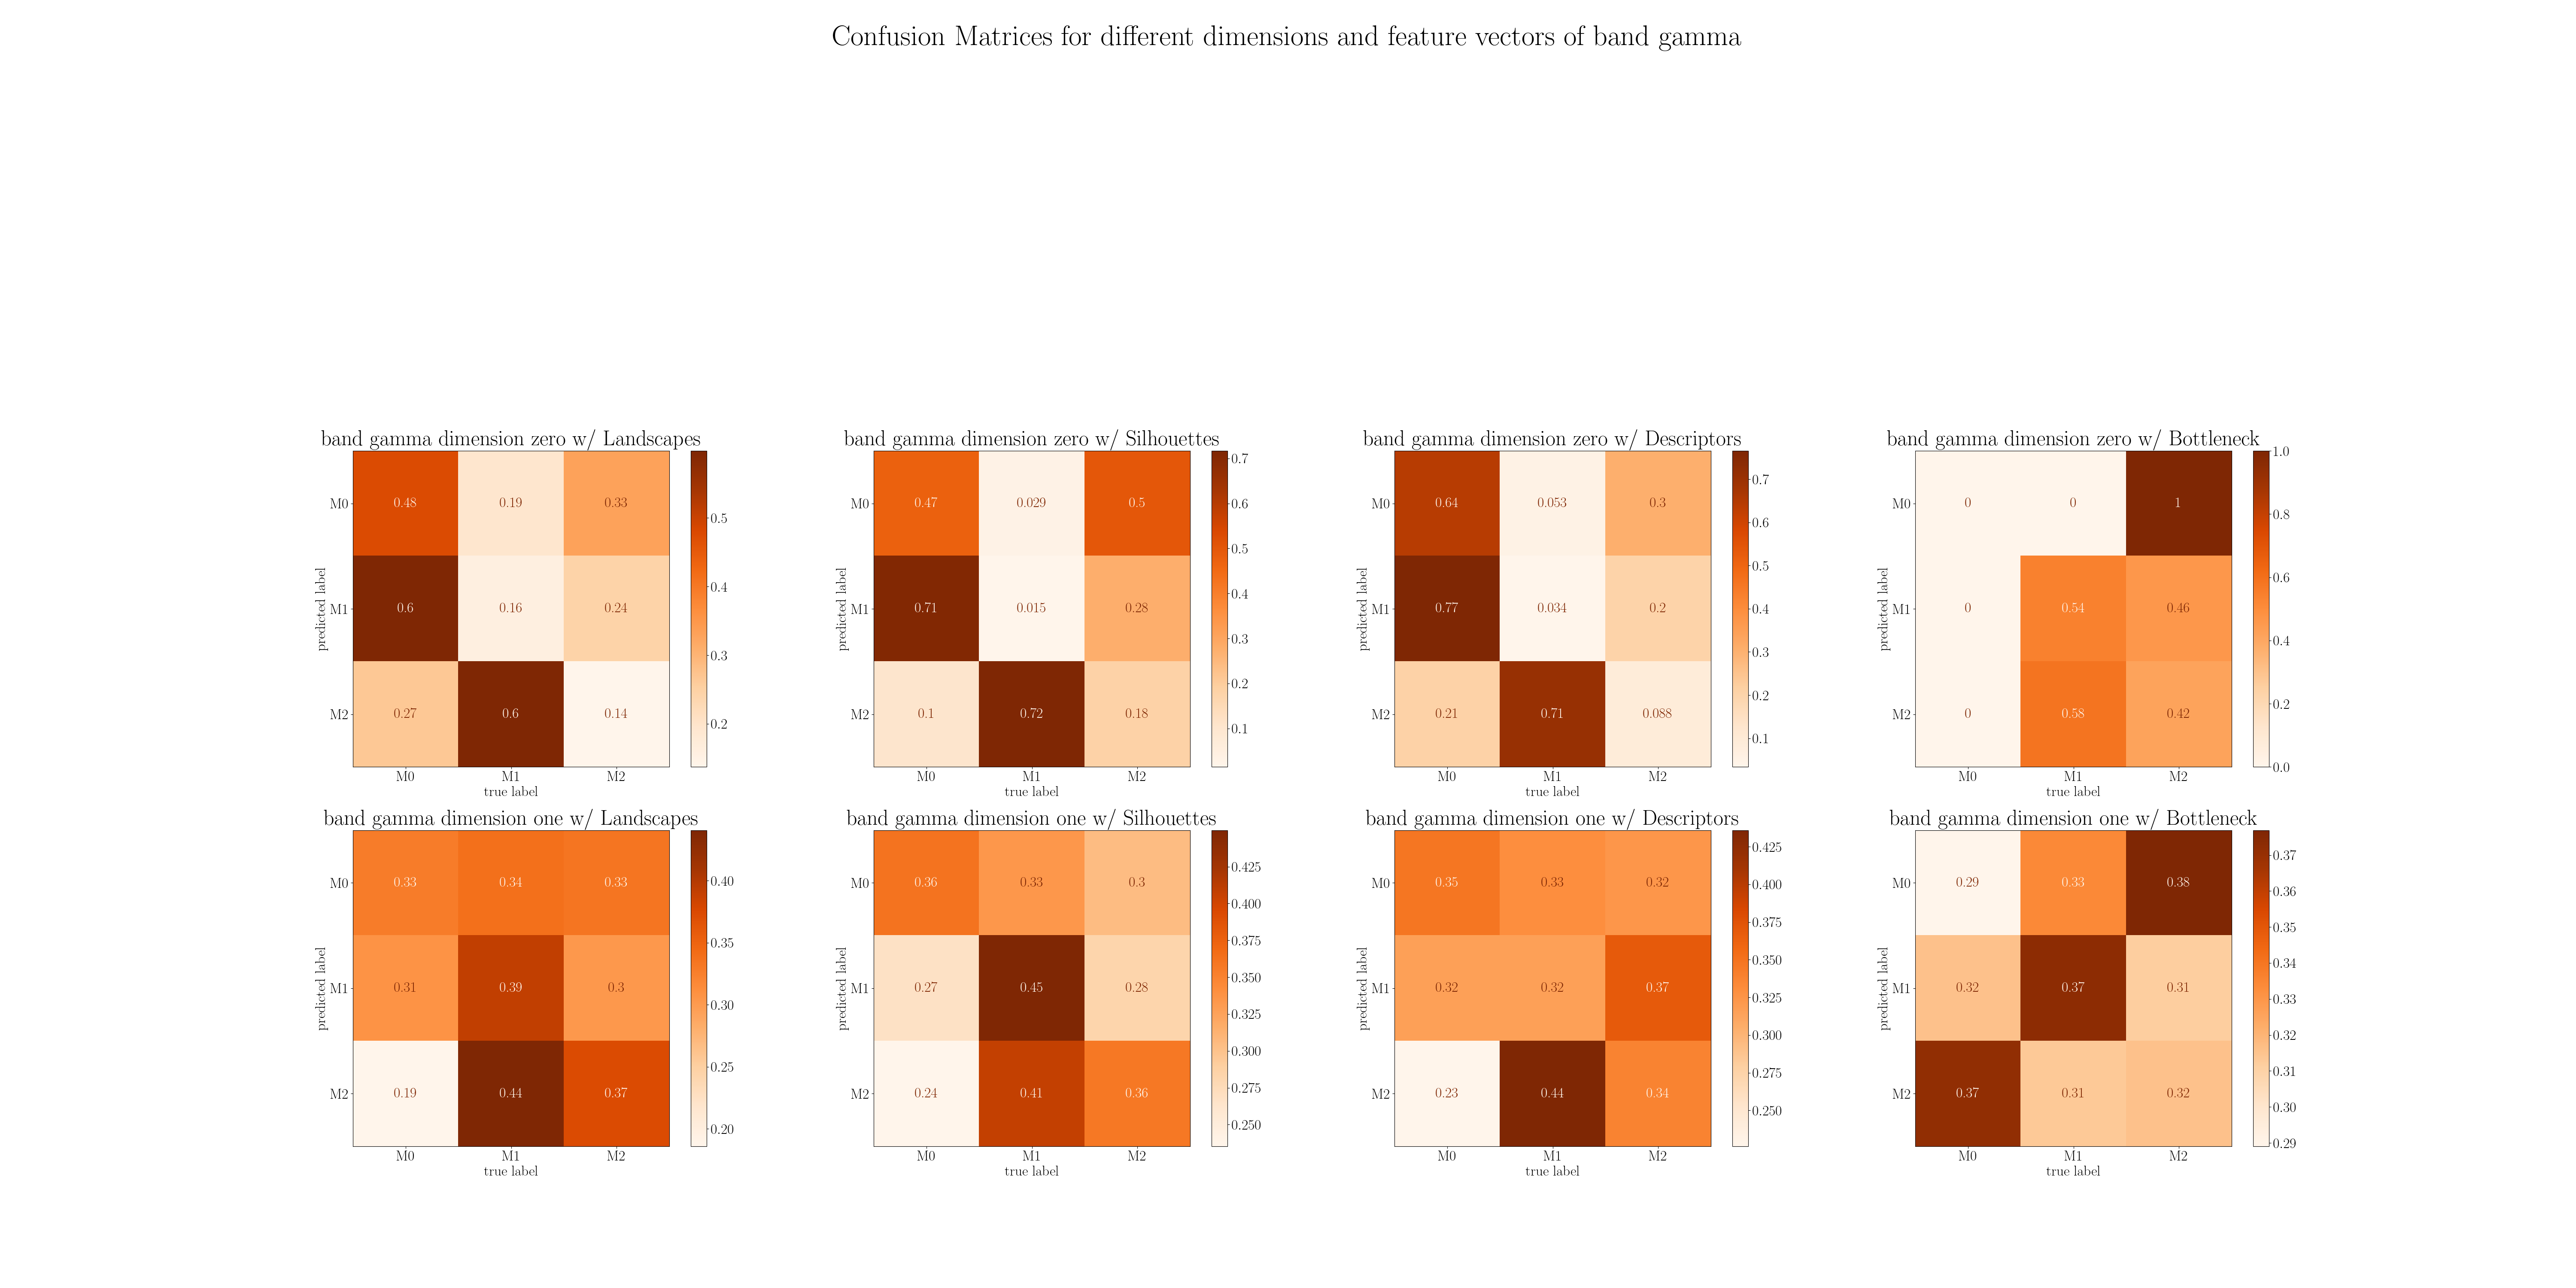 Confusion Matrices for different dimensions and feature vectors of band gamma
band gamma dimension zero w/ Landscapes
predicted label
M0 0.48 0.19 0.33
M1 0.6 0.16 0.24
M2 0.27 0.6 0.14
M0 M1 M2
true label
0.5
0.4
0.3
0.2
band gamma dimension zero w/ Silhouettes
predicted label
M0 0.47 0.029 0.5
M1 0.71 0.015 0.28
M2 0.1 0.72 0.18
M0 M1 M2
true label
0.7
0.6
0.5
0.4
0.3
0.2
0.1
band gamma dimension zero w/ Descriptors
predicted label
M0 0.64 0.053 0.3
M1 0.77 0.034 0.2
M2 0.21 0.71 0.088
M0 M1 M2
true label
0.7
0.6
0.5
0.4
0.3
0.2
0.1
band gamma dimension zero w/ Bottleneck
predicted label
M0 0 0 1
M1 0 0.54 0.46
M2 0 0.58 0.42
M0 M1 M2
true label
1.0
0.8
0.6
0.4
0.2
0.0
band gamma dimension one w/ Landscapes
predicted label
M0 0.33 0.34 0.33
M1 0.31 0.39 0.3
M2 0.19 0.44 0.37
M0 M1 M2
true label
0.40
0.35
0.30
0.25
0.20
band gamma dimension one w/ Silhouettes
predicted label
M0 0.36 0.33 0.3
M1 0.27 0.45 0.28
M2 0.24 0.41 0.36
M0 M1 M2
true label
0.425
0.400
0.375
0.350
0.325
0.300
0.275
0.250
band gamma dimension one w/ Descriptors
predicted label
M0 0.35 0.33 0.32
M1 0.32 0.32 0.37
M2 0.23 0.44 0.34
M0 M1 M2
true label
0.425
0.400
0.375
0.350
0.325
0.300
0.275
0.250
band gamma dimension one w/ Bottleneck
predicted label
M0 0.29 0.33 0.38
M1 0.32 0.37 0.31
M2 0.37 0.31 0.32
M0 M1 M2
true label
0.37
0.36
0.35
0.34
0.33
0.32
0.31
0.30
0.29